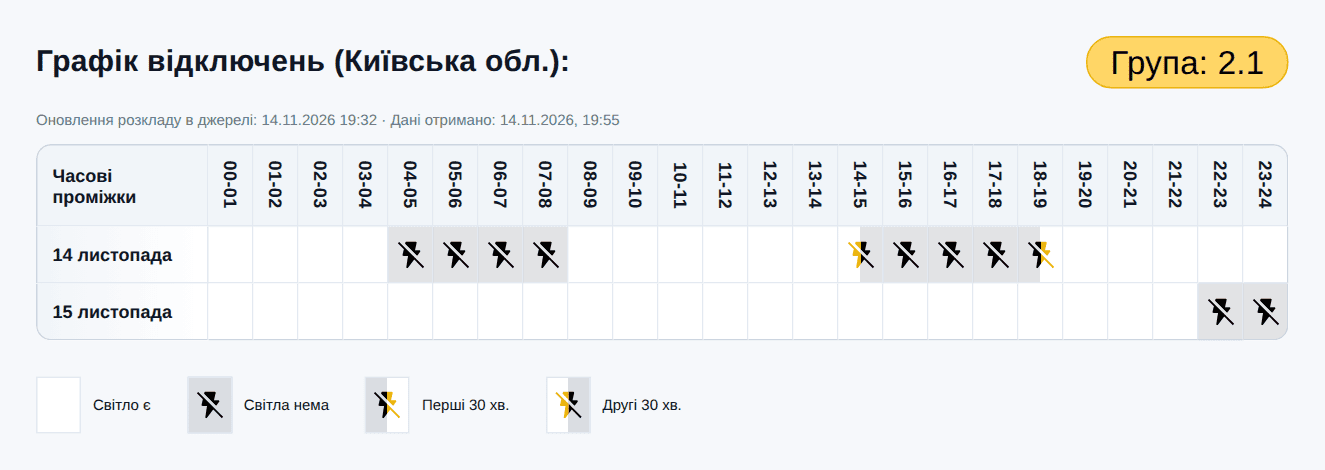 Графік відключень (Київська обл.):
Група: 2.1
Оновлення розкладу в джерелі: 14.11.2026 19:32 · Дані отримано: 14.11.2026, 19:55
Часові
проміжки
00-01
01-02
02-03
03-04
04-05
05-06
06-07
07-08
08-09
09-10
10-11
11-12
12-13
13-14
14-15
15-16
16-17
17-18
18-19
19-20
20-21
21-22
22-23
23-24
14 листопада
15 листопада
Світло є
Світла нема
Перші 30 хв.
Другі 30 хв.